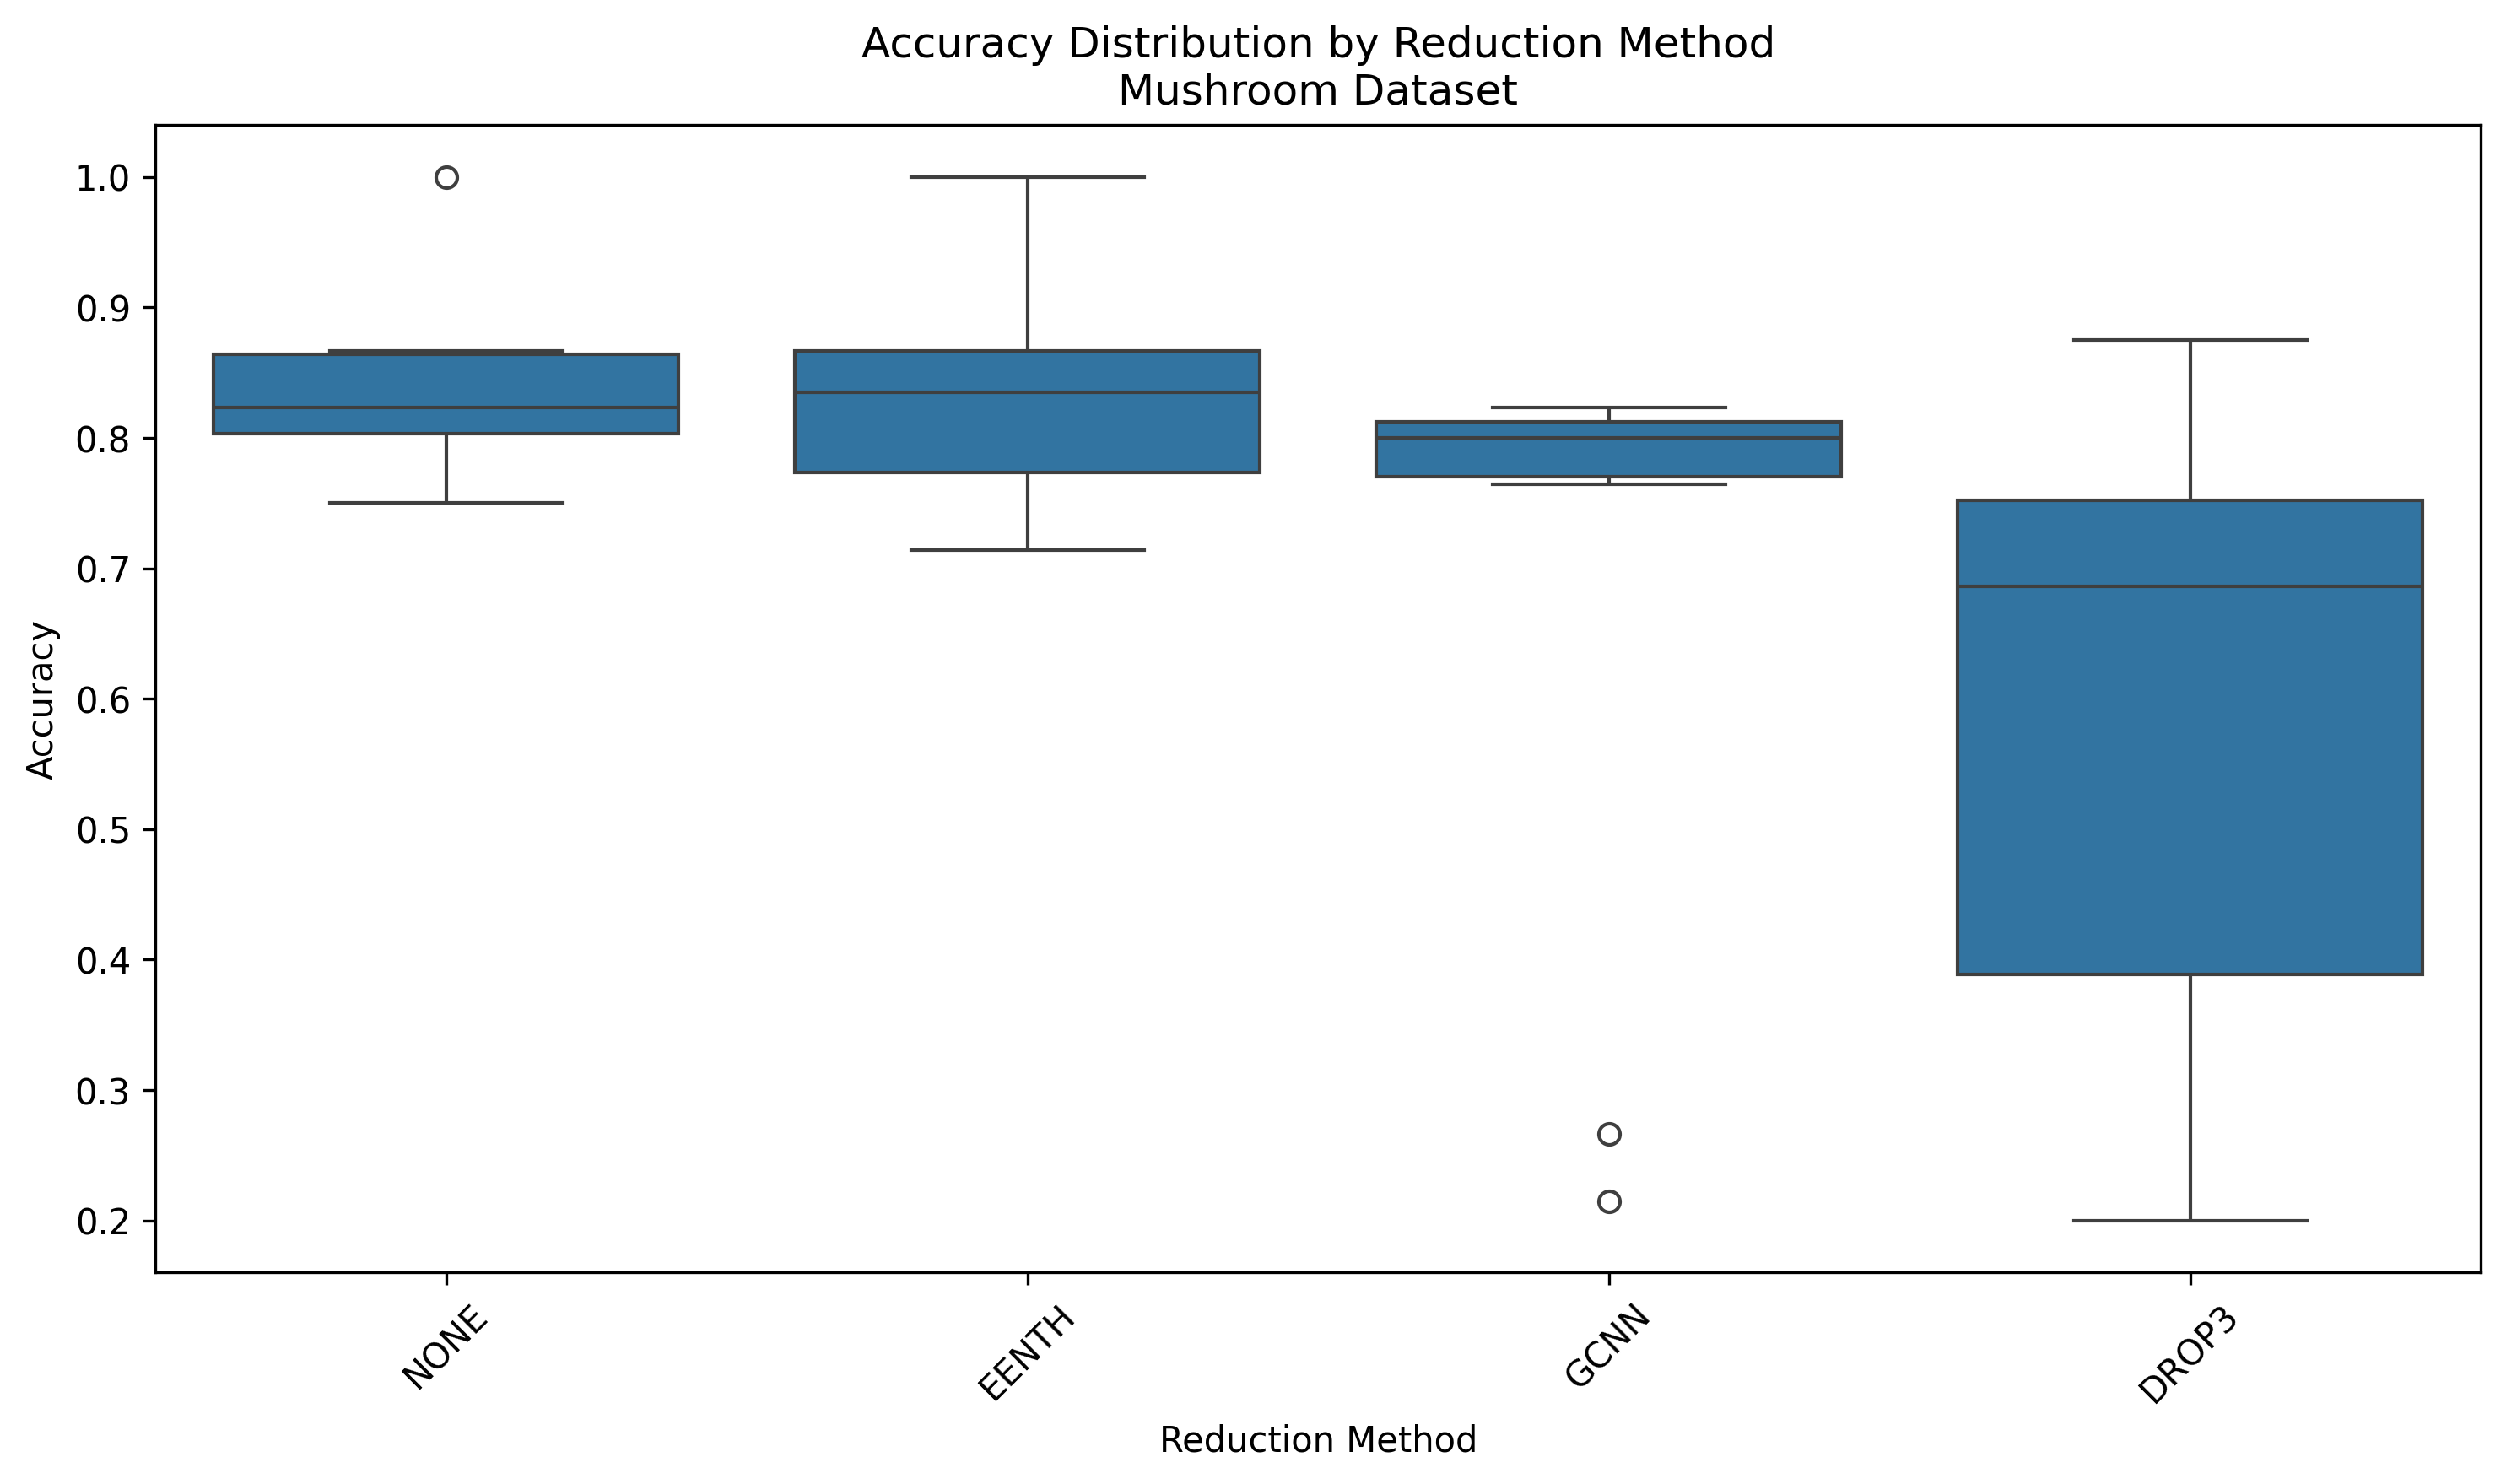 Accuracy Distribution by Reduction Method
Mushroom Dataset
1.0
0.9
0.8
0.7
0.6
0.5
0.4
0.3
0.2
Accuracy
NONE
EENTH
GCNN
DROP3
Reduction Method